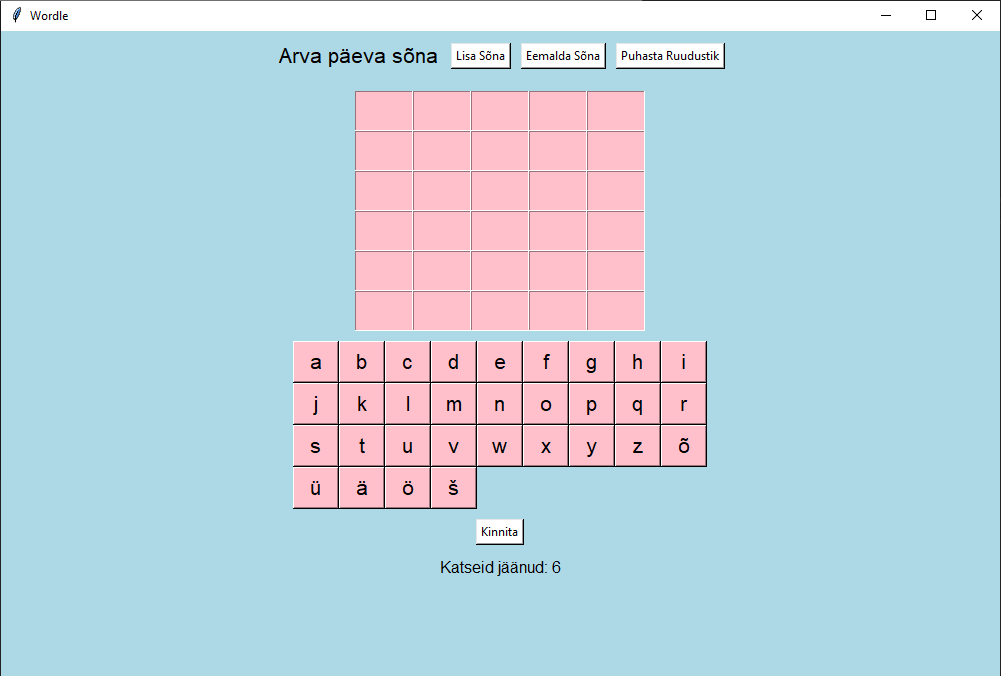 Wordle
Arva päeva sõna Lisa Sõna Eemalda Sõna Puhasta Ruudustik
a b c d e f g h i
j k l m n o p q r
s t u v w x y z õ
ü ä ö š
Kinnita
Katseid jäänud: 6